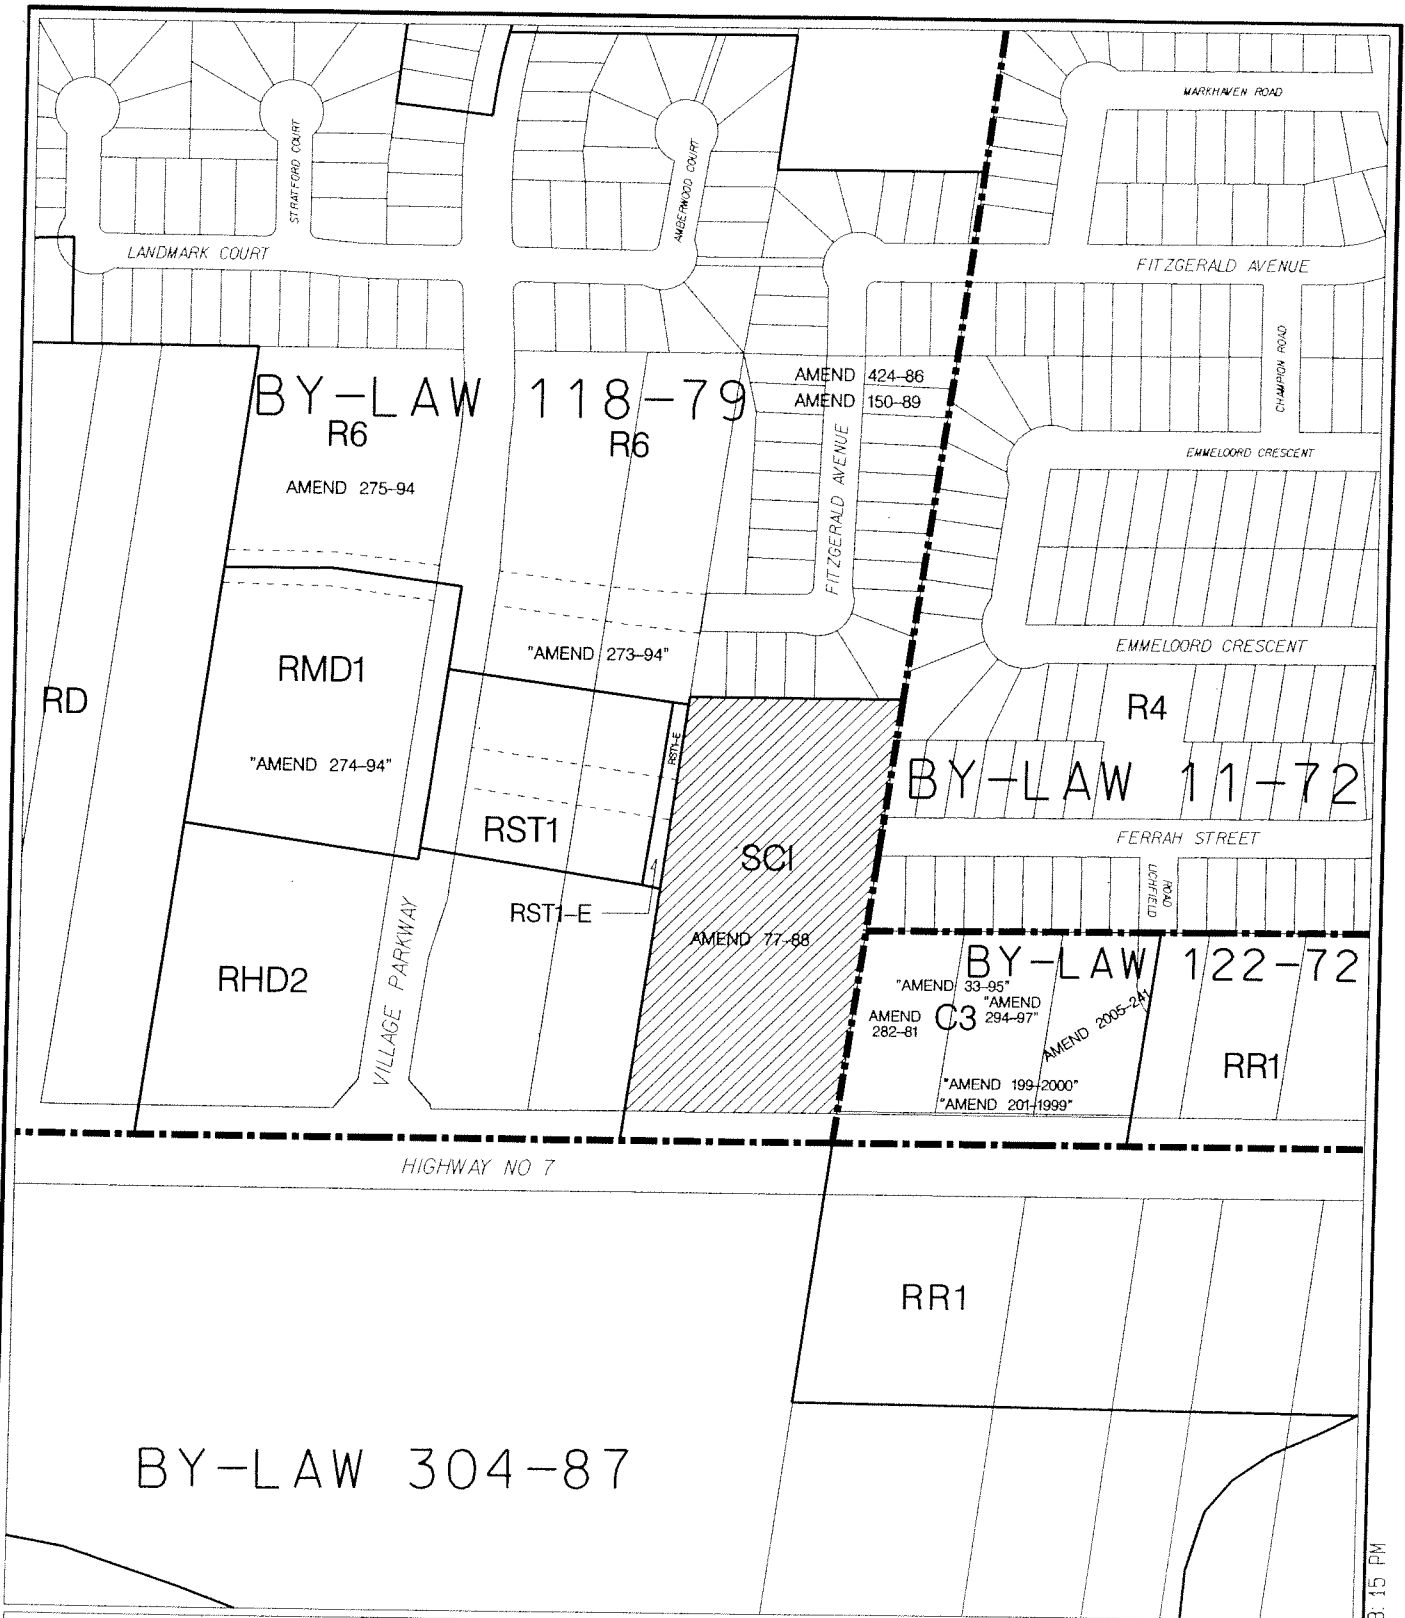 MARKHAVEN ROAD
STRATFORD COURT
AMBERWOOD COURT
LANDMARK COURT
FITZGERALD AVENUE
CHAMPION ROAD
AMEND 424-86
AMEND 150-89
BY-LAW 118-79
R6
R6
EMMELOORD CRESCENT
AMEND 275-94
FITZGERALD AVENUE
EMMELOORD CRESCENT
"AMEND 273-94"
RMD1
RD
R4
RST1-E
"AMEND 274-94"
BY-LAW 11-72
RST1
FERRAH STREET
SC1
LICHFIELD
ROAD
RST1-E
AMEND 77-88
VILLAGE PARKWAY
BY-LAW 122-72
RHD2
"AMEND 33-95"
"AMEND
294-97"
AMEND
282-81
C3
AMEND 2005-241
RR1
"AMEND 199-2000"
"AMEND 201-1999"
HIGHWAY NO 7
RR1
BY-LAW 304-87
15 PM